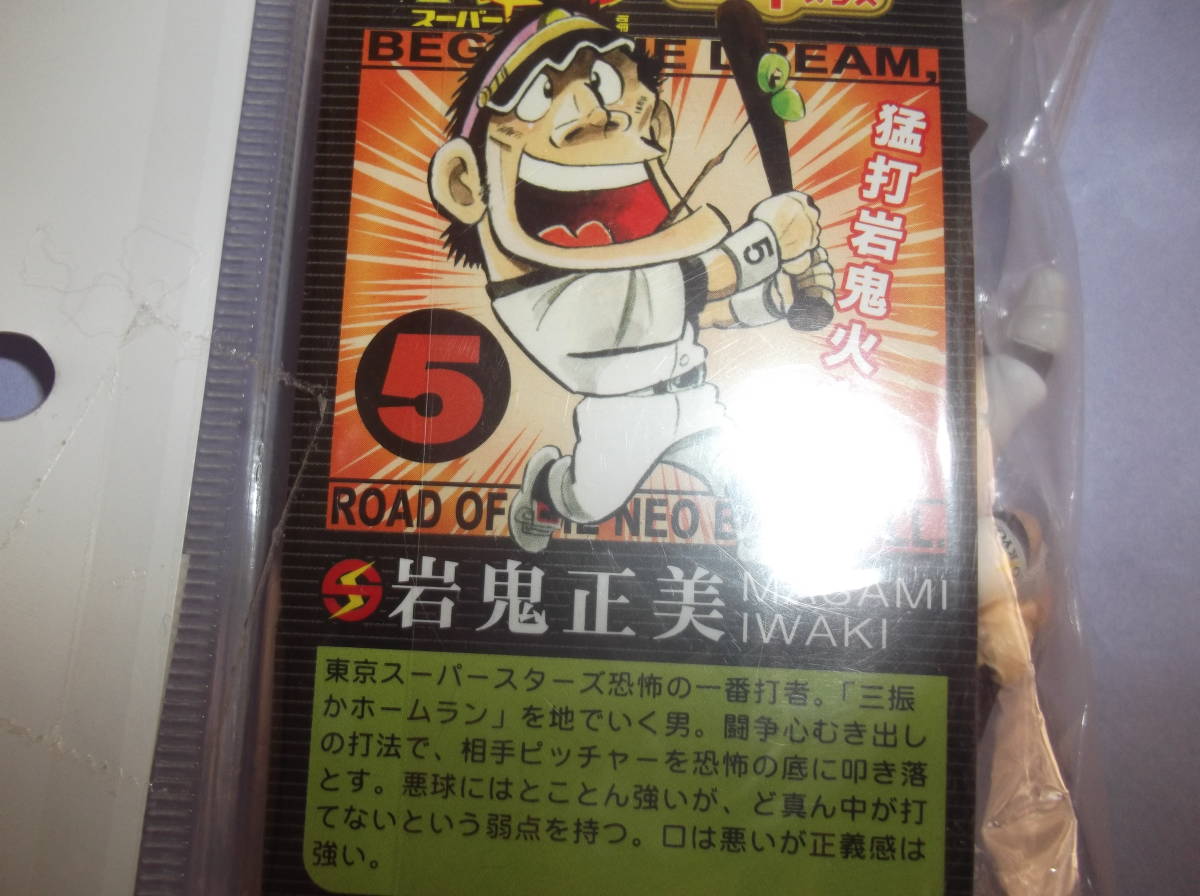 スーパー
BEG THE DREAM,
猛打岩鬼火
5
5
ROAD OF THE NEO B
岩鬼正美
MASAMI
IWAKI
東京スーパースターズ恐怖の一番打者。「三振
かホームラン」を地でいく男。闘争心むき出し
の打法で、相手ピッチャーを恐怖の底に叩き落
とす。悪球にはとことん強いが、ど真ん中が打
てないという弱点を持つ。口は悪いが正義感は
強い。